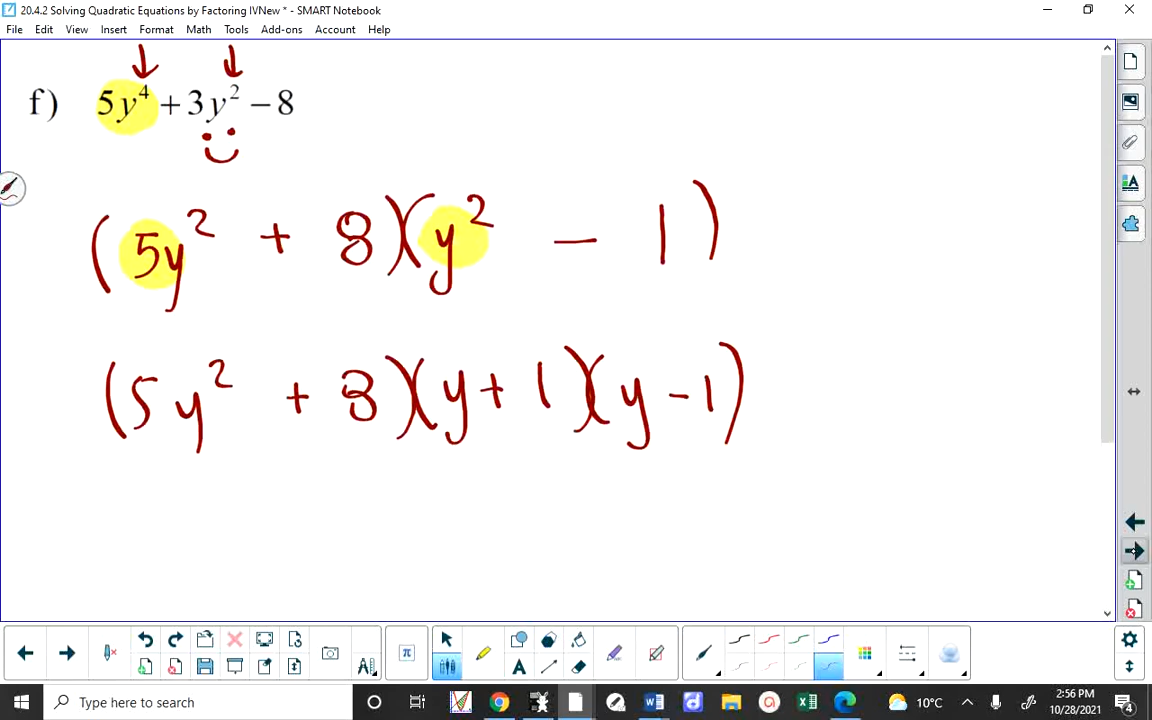 20.4.2 Solving Quadratic Equations by Factoring IVNew * - SMART Notebook
File Edit View Insert Format Math Tools Add-ons Account Help
f) 5y⁴ + 3y² − 8
(5y² + 8)(y² − 1)
(5y² + 8)(y + 1)(y − 1)
π
A
Type here to search
10°C
2:56 PM
10/28/2021
4